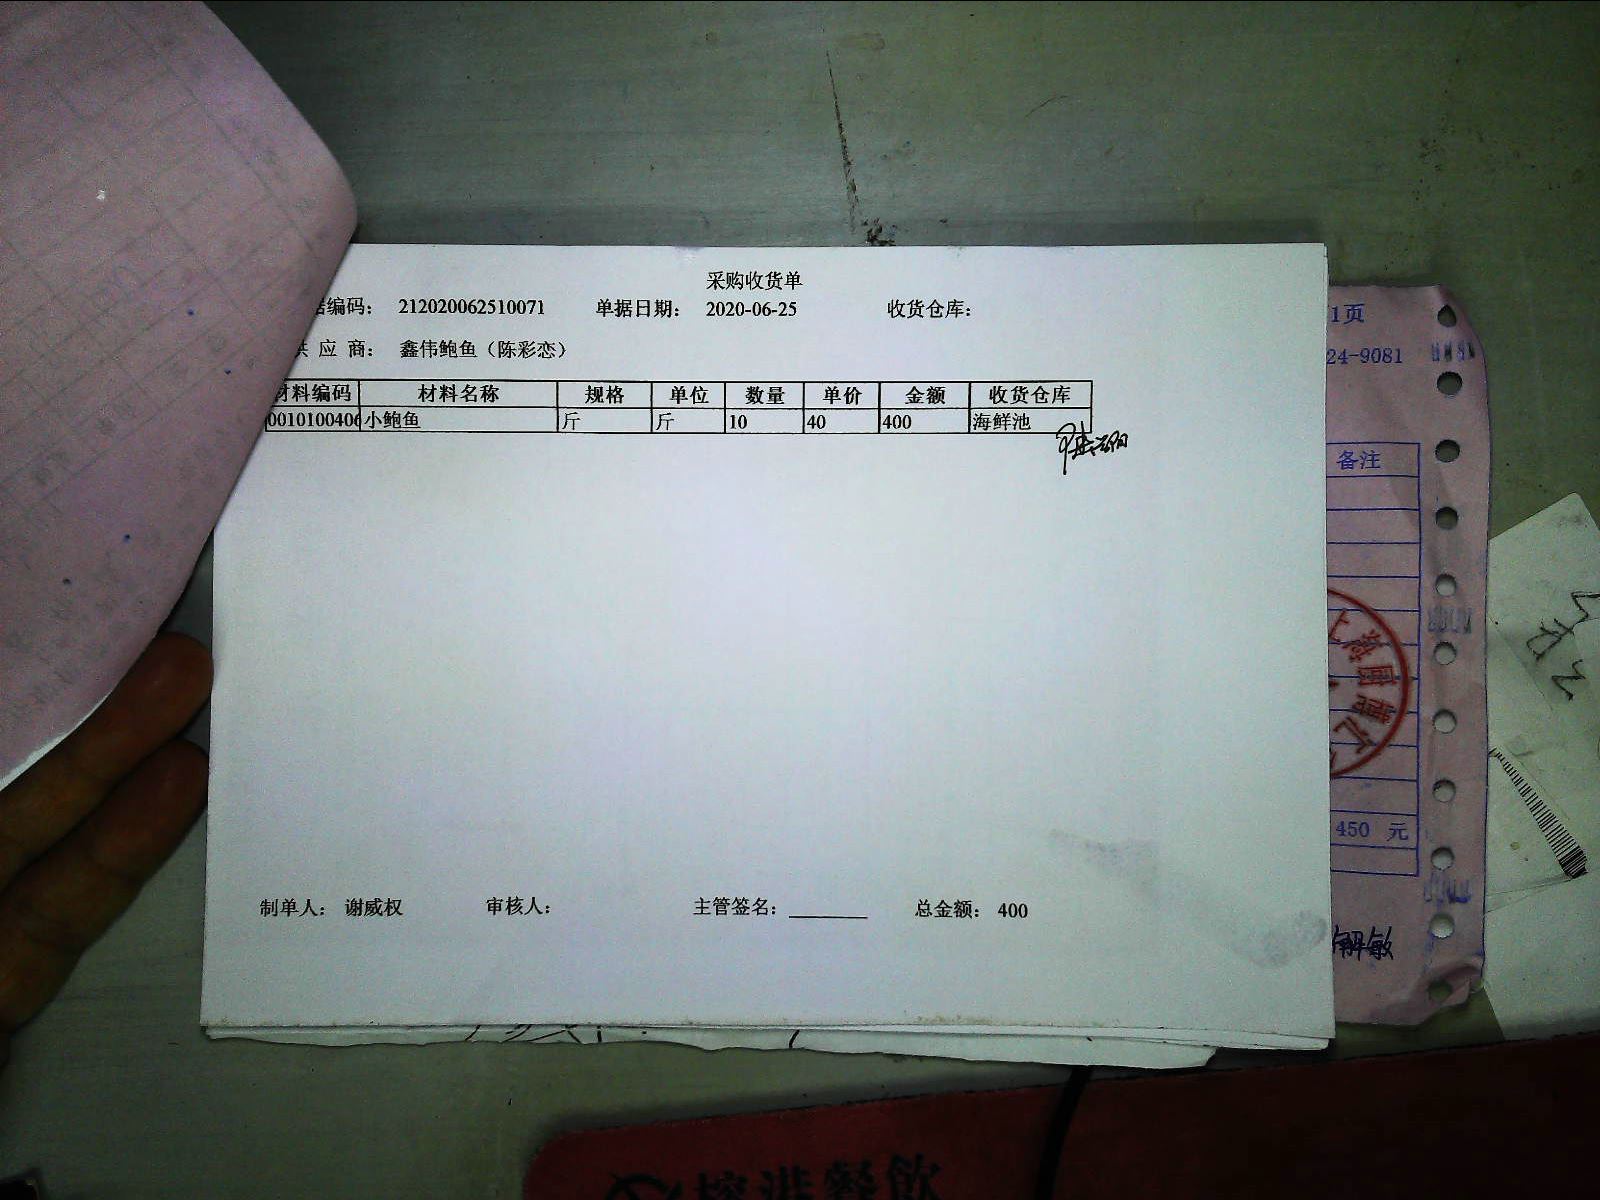 采购收货单
据编码： 212020062510071 单据日期： 2020-06-25 收货仓库：
供 应 商： 鑫伟鲍鱼（陈彩恋）
材料编码 材料名称 规格 单位 数量 单价 金额 收货仓库
0010100406 小鲍鱼 斤 斤 10 40 400 海鲜池
制单人： 谢威权 审核人： 主管签名： 总金额： 400
1页
24-9081
备注
450 元
解敏
餐飲